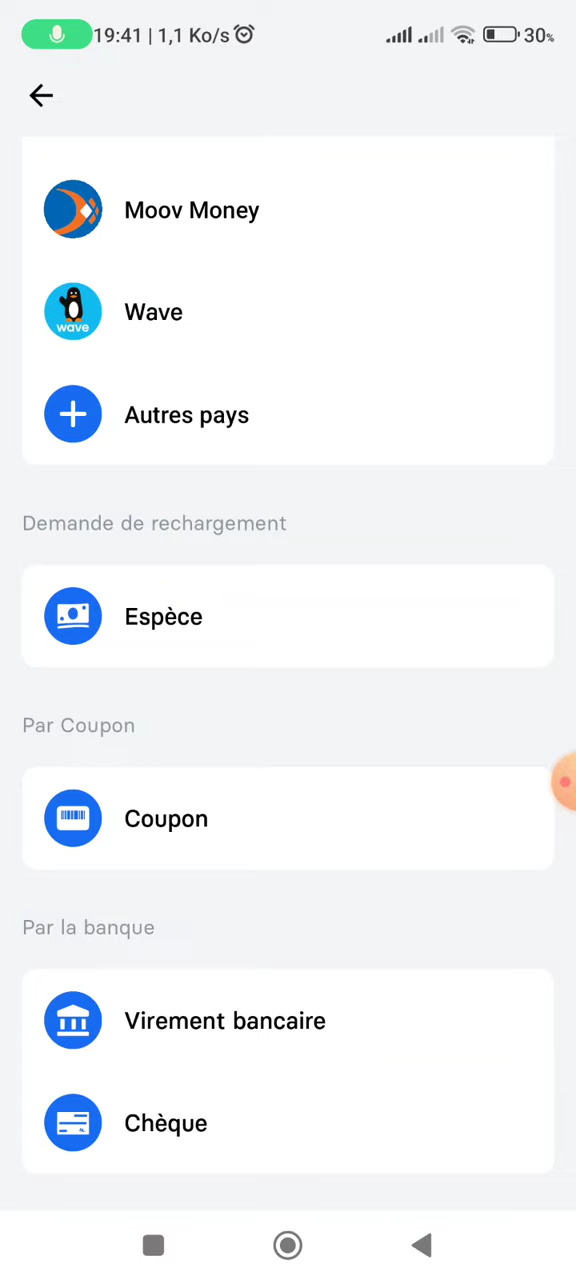 19:41 | 1,1 Ko/s 30%
Moov Money
wave
Wave
Autres pays
Demande de rechargement
Espèce
Par Coupon
Coupon
Par la banque
Virement bancaire
Chèque